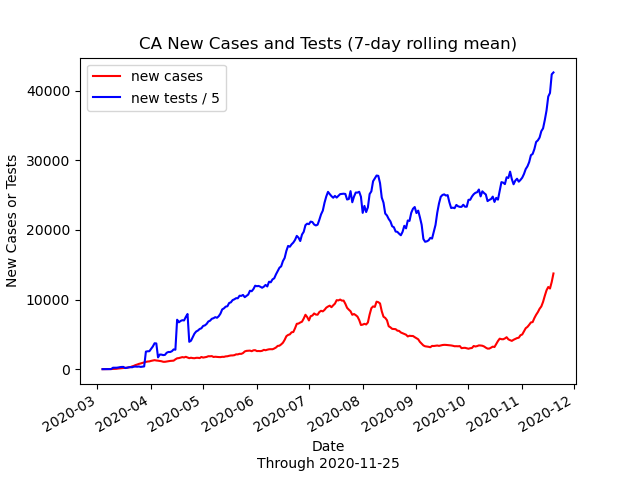 CA New Cases and Tests (7-day rolling mean)
new cases
new tests / 5
40000
30000
20000
10000
0
New Cases or Tests
2020-03
2020-04
2020-05
2020-06
2020-07
2020-08
2020-09
2020-10
2020-11
2020-12
Date
Through 2020-11-25